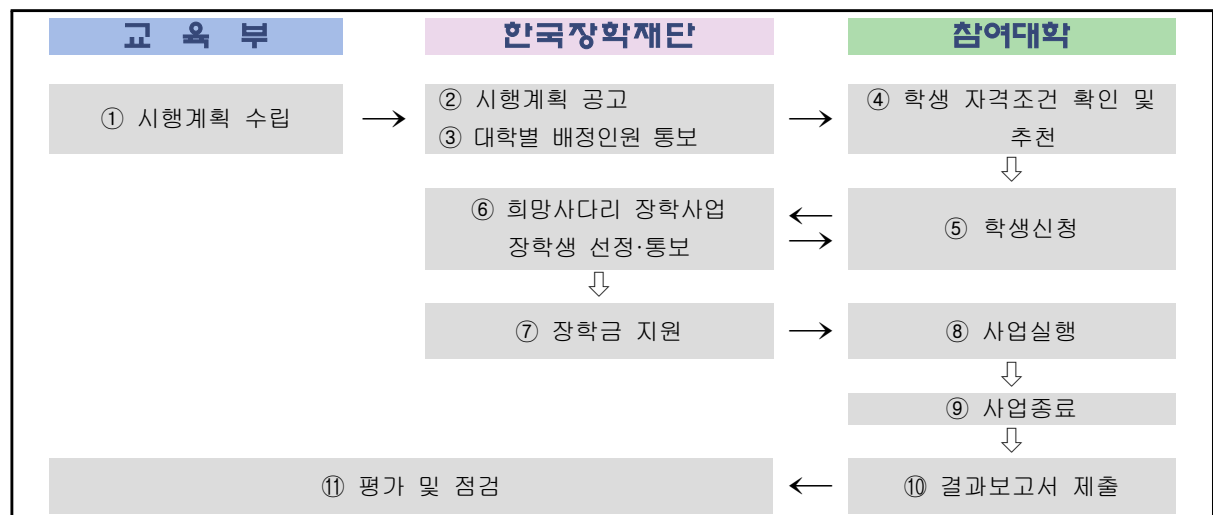 교 육 부
한국장학재단
참여대학
① 시행계획 수립
② 시행계획 공고
③ 대학별 배정인원 통보
④ 학생 자격조건 확인 및
추천
⑥ 희망사다리 장학사업
장학생 선정·통보
⑤ 학생신청
⑦ 장학금 지원
⑧ 사업실행
⑨ 사업종료
⑪ 평가 및 점검
⑩ 결과보고서 제출